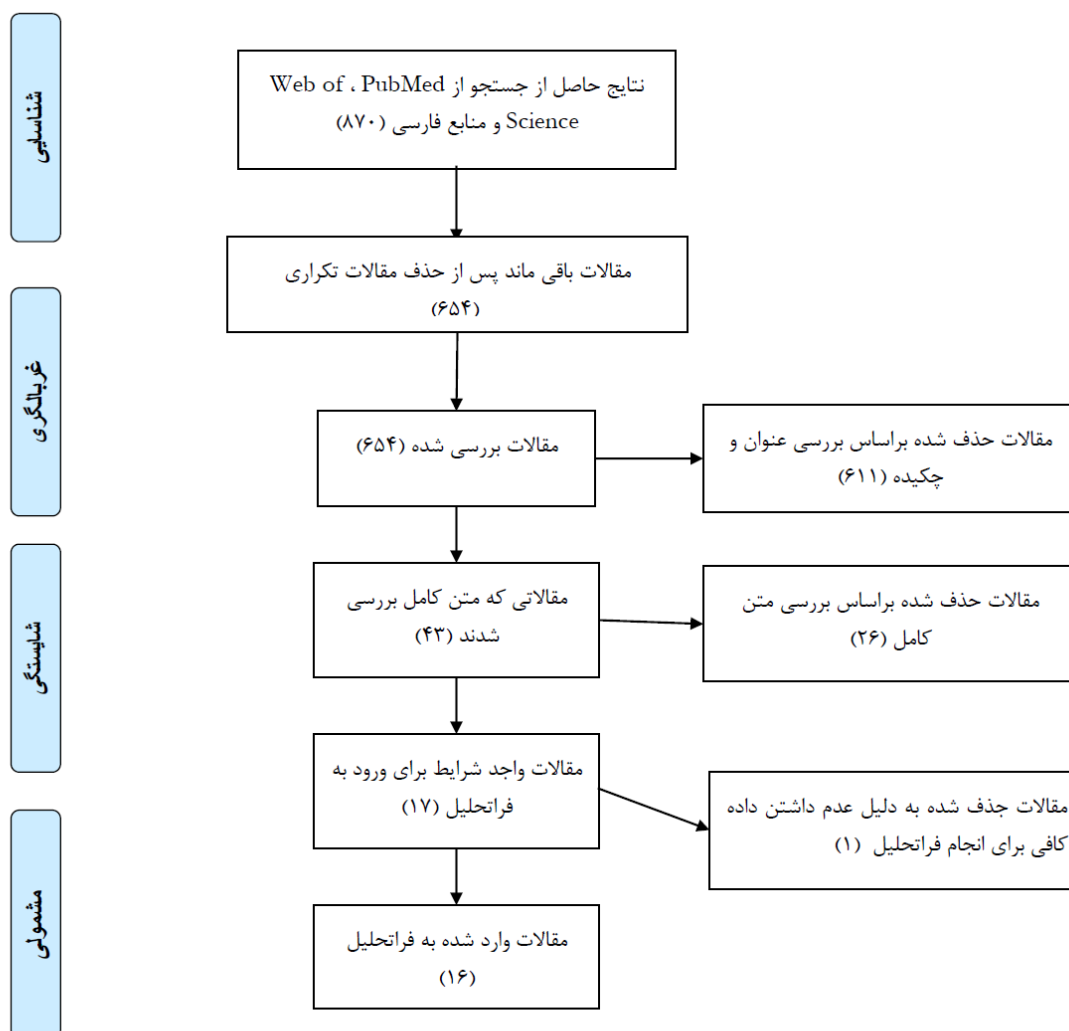 شناسایی
نتایج حاصل از جستجو از Web of ، PubMed
Science و منابع فارسی (۸۷۰)
مقالات باقی ماند پس از حذف مقالات تکراری
(۶۵۴)
غربالگری
مقالات بررسی شده (۶۵۴)
مقالات حذف شده براساس بررسی عنوان و
چکیده (۶۱۱)
شایستگی
مقالاتی که متن کامل بررسی
شدند (۴۳)
مقالات حذف شده براساس بررسی متن
کامل (۲۶)
مقالات واجد شرایط برای ورود به
فراتحلیل (۱۷)
مقالات جذف شده به دلیل عدم داشتن داده
کافی برای انجام فراتحلیل (۱)
مشمولی
مقالات وارد شده به فراتحلیل
(۱۶)